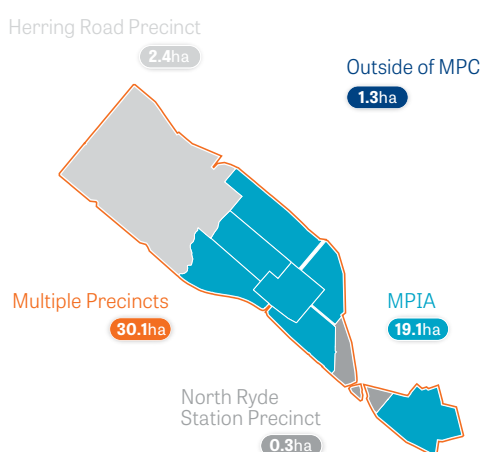 Herring Road Precinct
2.4ha
Outside of MPC
1.3ha
Multiple Precincts
30.1ha
MPIA
19.1ha
North Ryde
Station Precinct
0.3ha